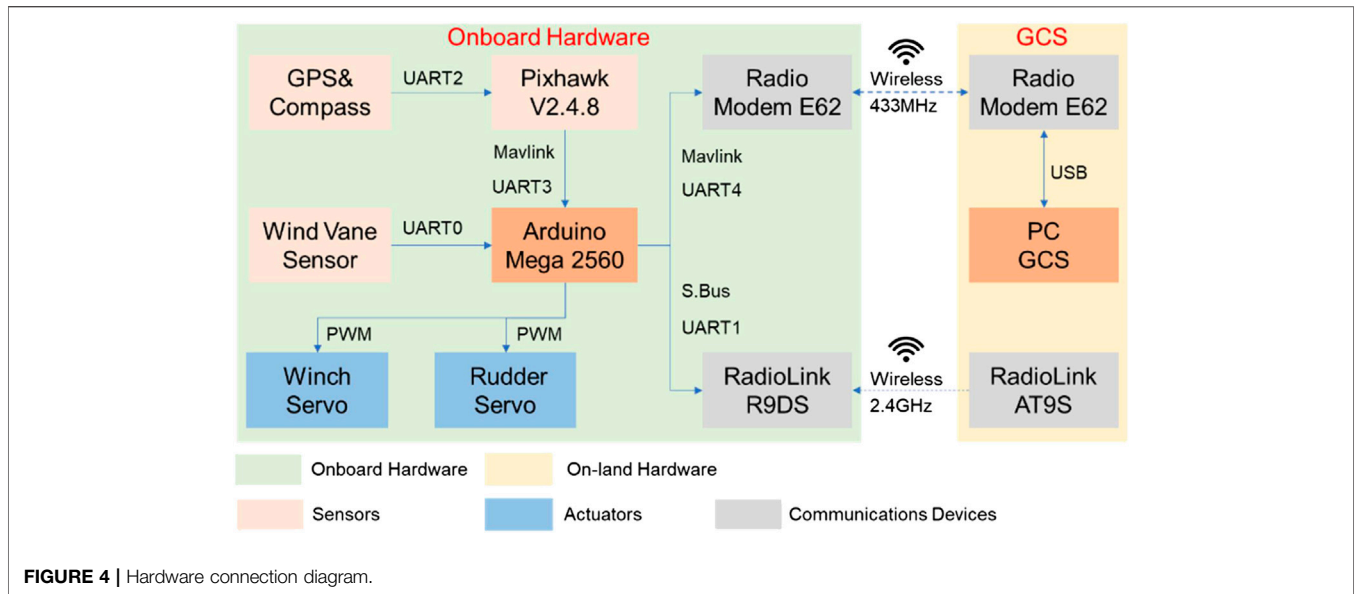 Onboard Hardware
GCS
GPS&
Compass
UART2
Pixhawk
V2.4.8
Radio
Modem E62
Wireless
433MHz
Radio
Modem E62
Mavlink
UART3
Mavlink
UART4
USB
Wind Vane
Sensor
UART0
Arduino
Mega 2560
PC
GCS
S.Bus
UART1
PWM
PWM
Winch
Servo
Rudder
Servo
RadioLink
R9DS
Wireless
2.4GHz
RadioLink
AT9S
Onboard Hardware
On-land Hardware
Sensors
Actuators
Communications Devices
FIGURE 4 | Hardware connection diagram.